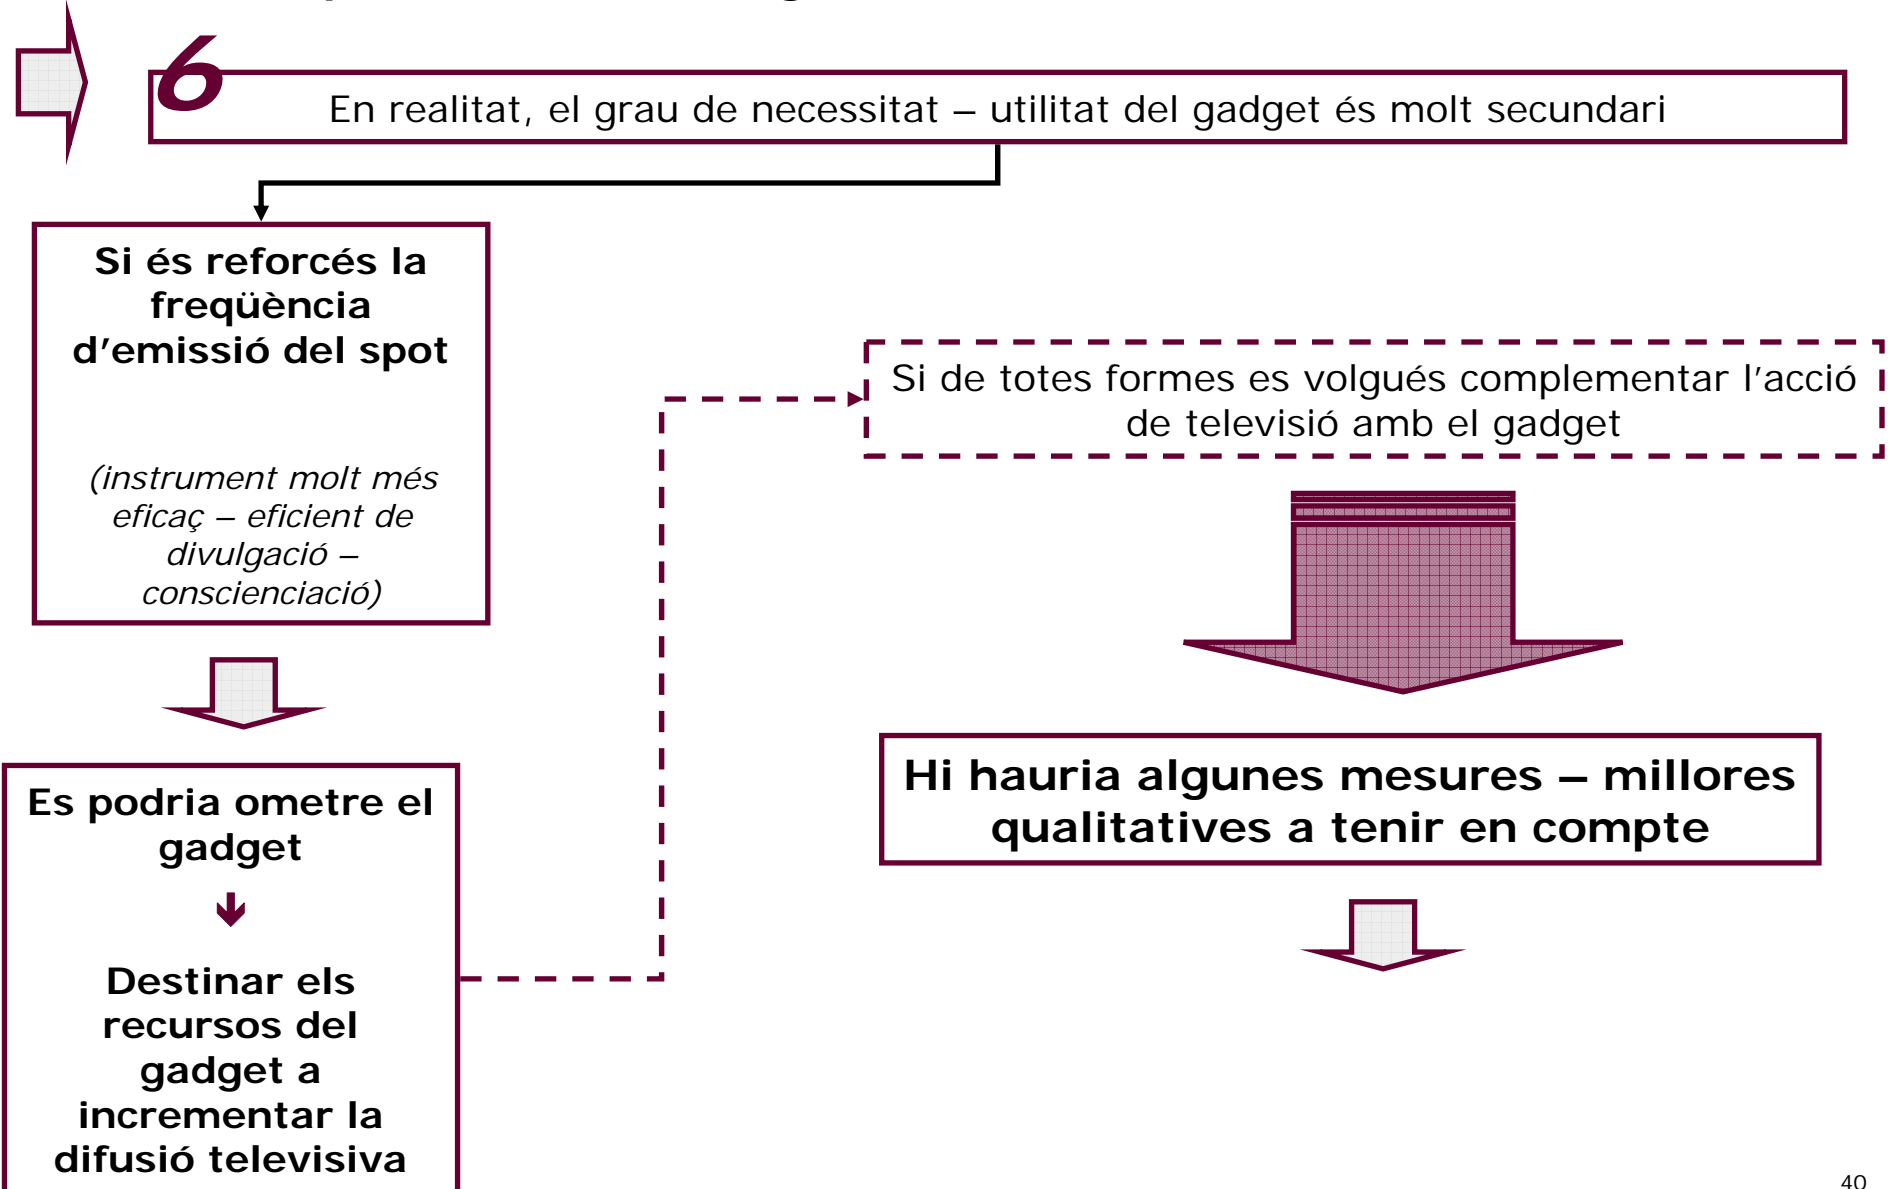 6
En realitat, el grau de necessitat – utilitat del gadget és molt secundari
Si és reforcés la
freqüència
d’emissió del spot
(instrument molt més
eficaç – eficient de
divulgació –
conscienciació)
Es podria ometre el
gadget
Destinar els
recursos del
gadget a
incrementar la
difusió televisiva
Si de totes formes es volgués complementar l’acció
de televisió amb el gadget
Hi hauria algunes mesures – millores
qualitatives a tenir en compte
40